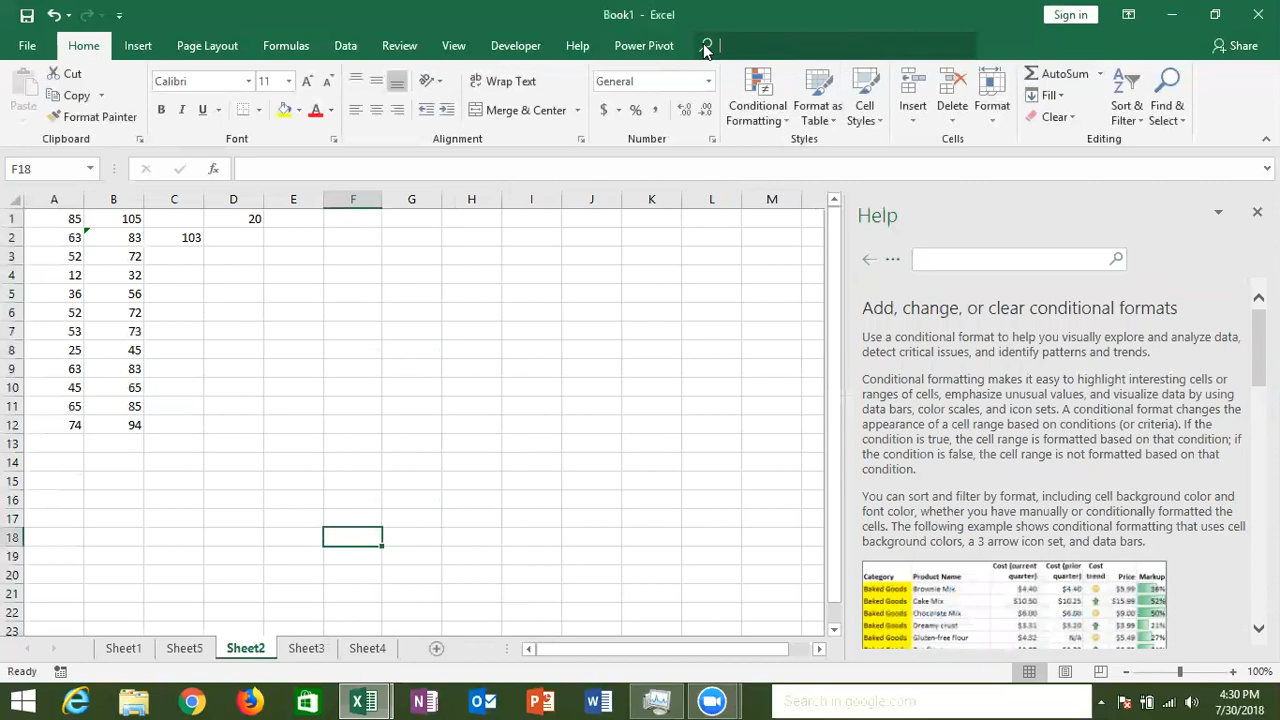 Book1 - Excel
Sign in
File Home Insert Page Layout Formulas Data Review View Developer Help Power Pivot Share
Paste
Cut
Copy
Format Painter
Clipboard
Calibri 11
B I U
Font
Wrap Text
Merge & Center
Alignment
General
$ % ,
Number
Conditional Formatting
Format as Table
Cell Styles
Styles
Insert Delete Format
Cells
AutoSum
Fill
Clear
Sort & Filter
Find & Select
Editing
F18 fx
A B C D E F G H I J K L M
1 85 105 20
2 63 83 103
3 52 72
4 12 32
5 36 56
6 52 72
7 53 73
8 25 45
9 63 83
10 45 65
11 65 85
12 74 94
13
14
15
16
17
18
19
20
21
22
23
Help
Add, change, or clear conditional formats
Use a conditional format to help you visually explore and analyze data,
detect critical issues, and identify patterns and trends.
Conditional formatting makes it easy to highlight interesting cells or
ranges of cells, emphasize unusual values, and visualize data by using
data bars, color scales, and icon sets. A conditional format changes the
appearance of a cell range based on conditions (or criteria). If the
condition is true, the cell range is formatted based on that condition; if
the condition is false, the cell range is not formatted based on that
condition.
You can sort and filter by format, including cell background color and
font color, whether you have manually or conditionally formatted the
cells. The following example shows conditional formatting that uses cell
background colors, a 3 arrow icon set, and data bars.
Category Product Name Cost (current quarter) Cost (prior quarter) Cost trend Price Markup
Baked Goods Brownie Mix $4.40 $4.40 $5.99 36%
Baked Goods Cake Mix $10.50 $10.25 $15.99 52%
Baked Goods Chocolate Mix $6.00 $6.00 $9.00 50%
Baked Goods Dreamy crust $3.31 $3.20 $3.99 21%
Baked Goods Gluten-free flour $4.32 N/A $5.49 27%
Sheet1 Sheet5 Sheet2 Sheet3 Sheet4
Ready
100%
Search in google.com
4:30 PM
7/30/2018